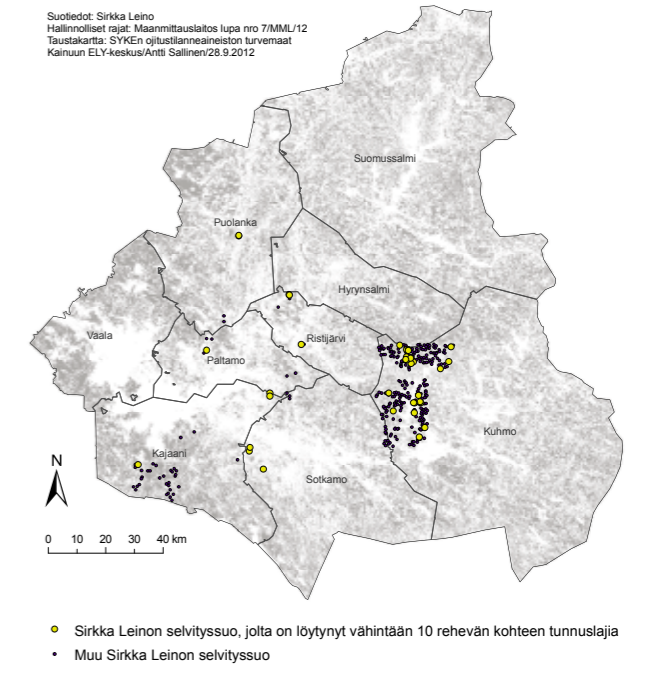 Suotiedot: Sirkka Leino
Hallinnolliset rajat: Maanmittauslaitos lupa nro 7/MML/12
Taustakartta: SYKEn ojitustilanneaineiston turvemaat
Kainuun ELY-keskus/Antti Sallinen/28.9.2012
Suomussalmi
Puolanka
Hyrynsalmi
Vaala
Ristijärvi
Paltamo
Kuhmo
Kajaani
Sotkamo
N
0 10 20 30 40 km
Sirkka Leinon selvityssuo, jolta on löytynyt vähintään 10 rehevän kohteen tunnuslajia
Muu Sirkka Leinon selvityssuo